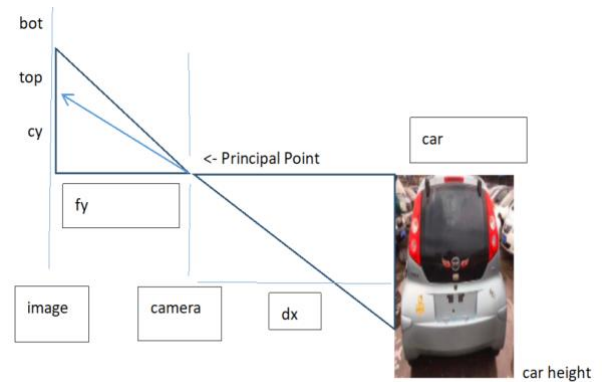 bot
top
cy
<- Principal Point
car
fy
image
camera
dx
car height